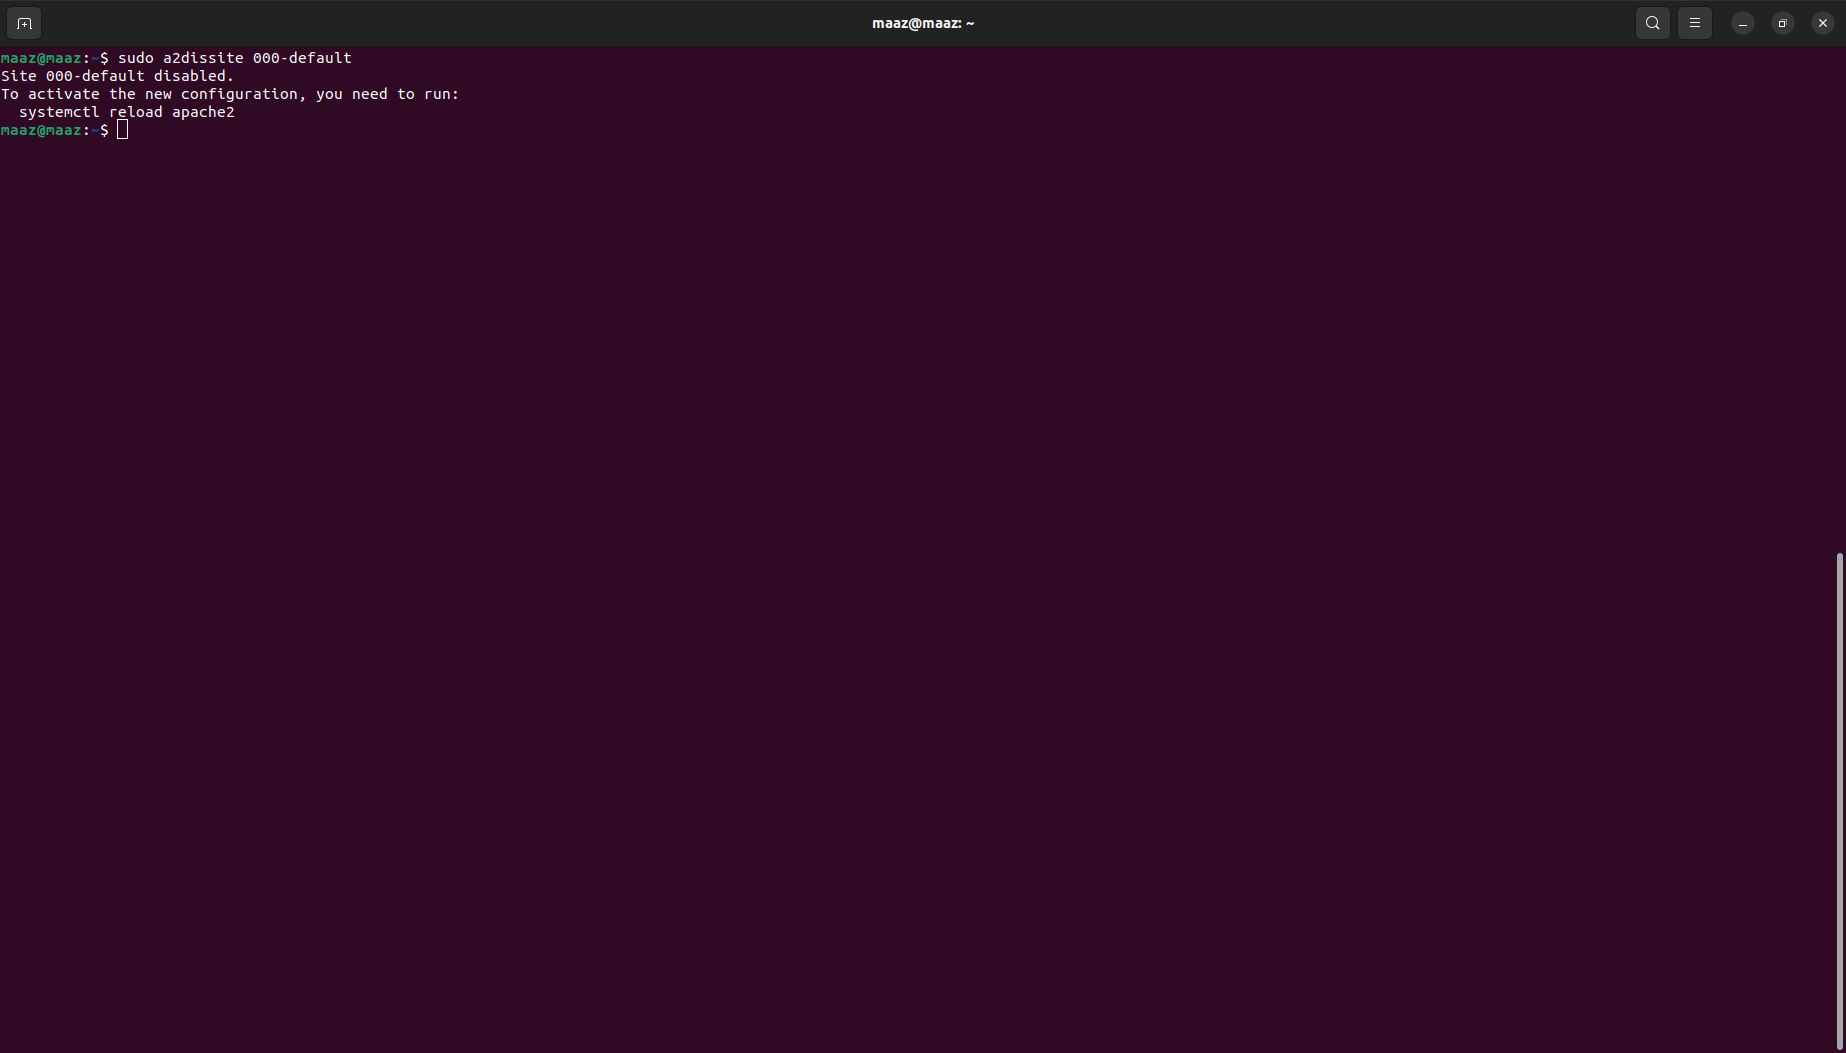 maaz@maaz: ~
maaz@maaz:~$ sudo a2dissite 000-default
Site 000-default disabled.
To activate the new configuration, you need to run:
  systemctl reload apache2
maaz@maaz:~$